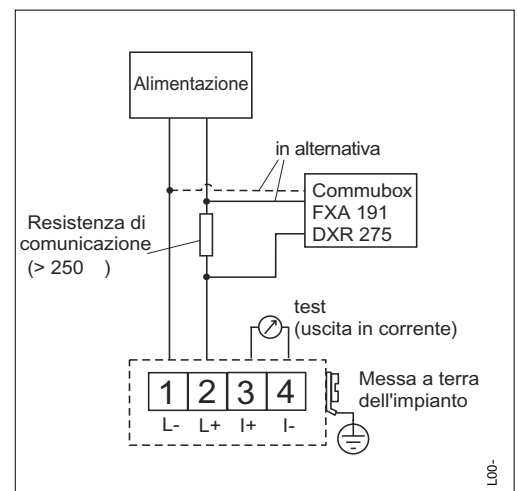 Alimentazione
in alternativa
Commubox
FXA 191
DXR 275
Resistenza di
comunicazione
(> 250 )
test
(uscita in corrente)
1 2 3 4
L- L+ I+ I-
Messa a terra
dell'impianto
L00-